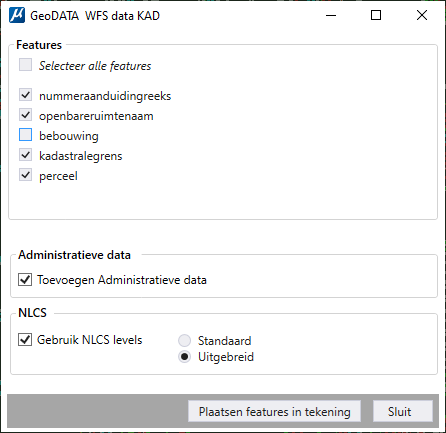 GeoDATA WFS data KAD
Features
Selecteer alle features
nummeraanduidingreeks
openbareruimtenaam
bebouwing
kadastralegrens
perceel
Administratieve data
Toevoegen Administratieve data
NLCS
Gebruik NLCS levels
Standaard
Uitgebreid
Plaatsen features in tekening
Sluit